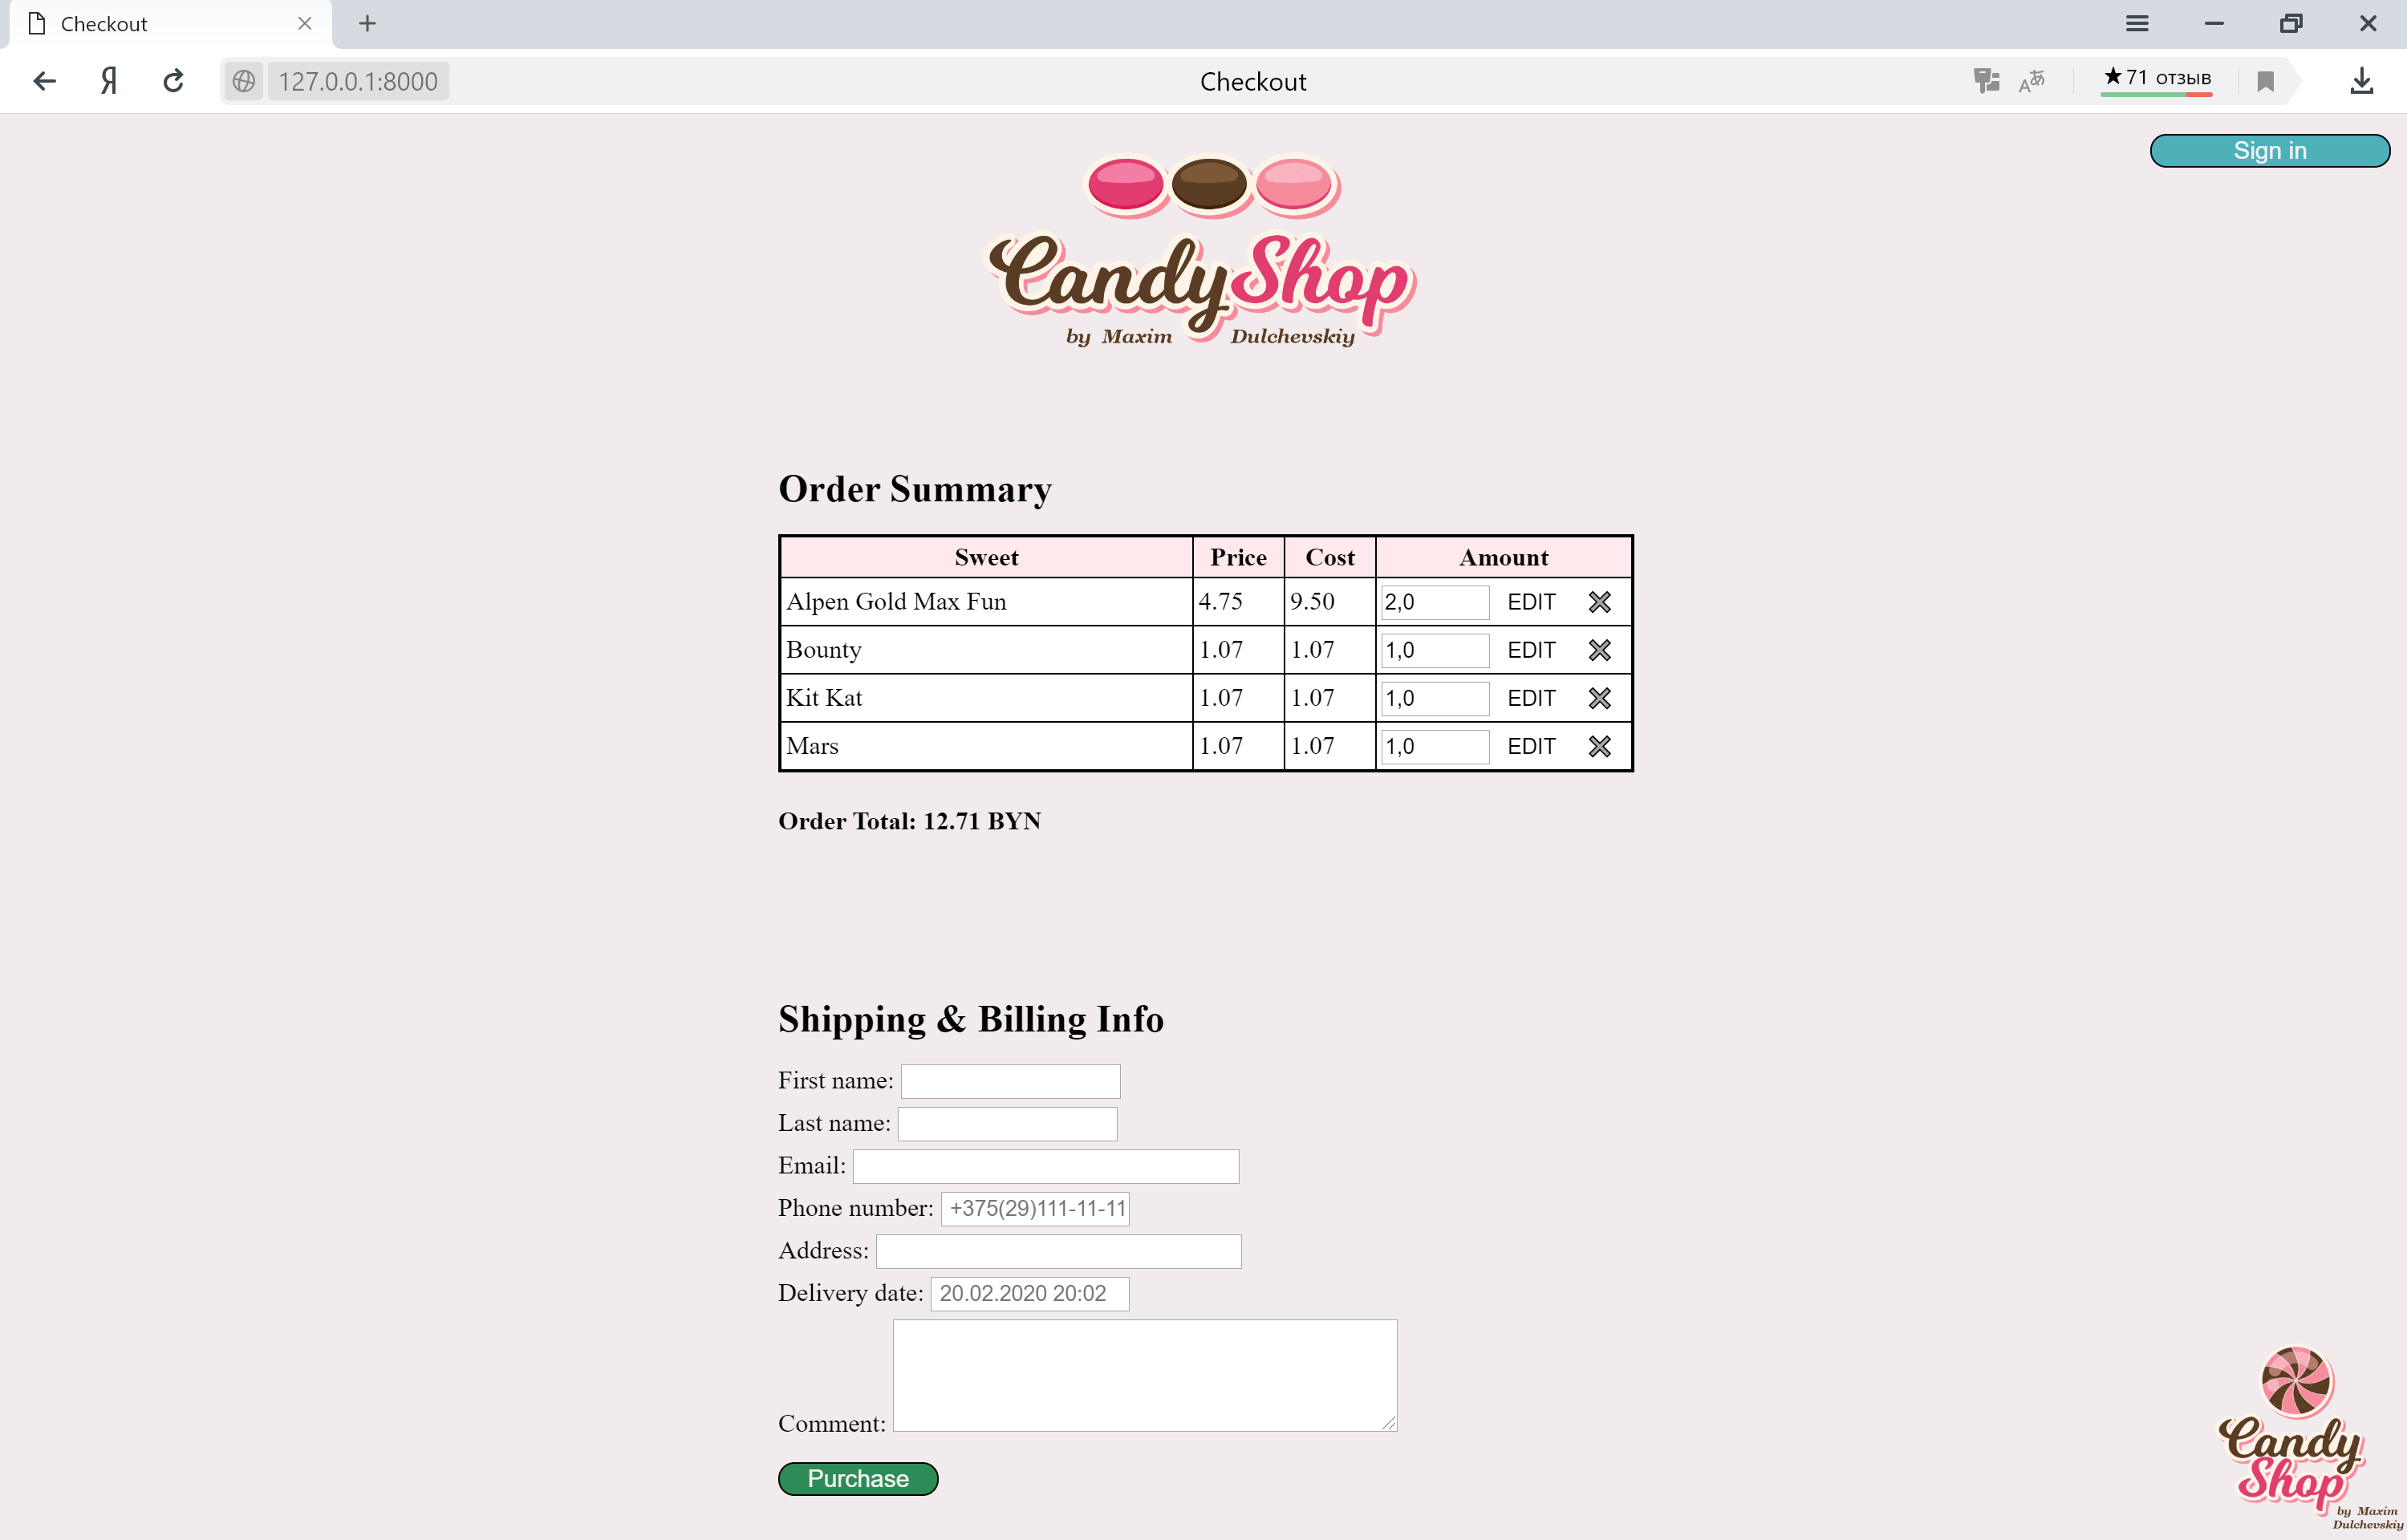 Checkout
Я 127.0.0.1:8000 Checkout Aあ ★71 отзыв
Sign in
CandyShop
by Maxim Dulchevskiy
Order Summary
Sweet Price Cost Amount
Alpen Gold Max Fun 4.75 9.50 2,0 EDIT
Bounty 1.07 1.07 1,0 EDIT
Kit Kat 1.07 1.07 1,0 EDIT
Mars 1.07 1.07 1,0 EDIT
Order Total: 12.71 BYN
Shipping & Billing Info
First name:
Last name:
Email:
Phone number: +375(29)111-11-11
Address:
Delivery date: 20.02.2020 20:02
Comment:
Purchase
Candy
Shop
by Maxim
Dulchevskiy